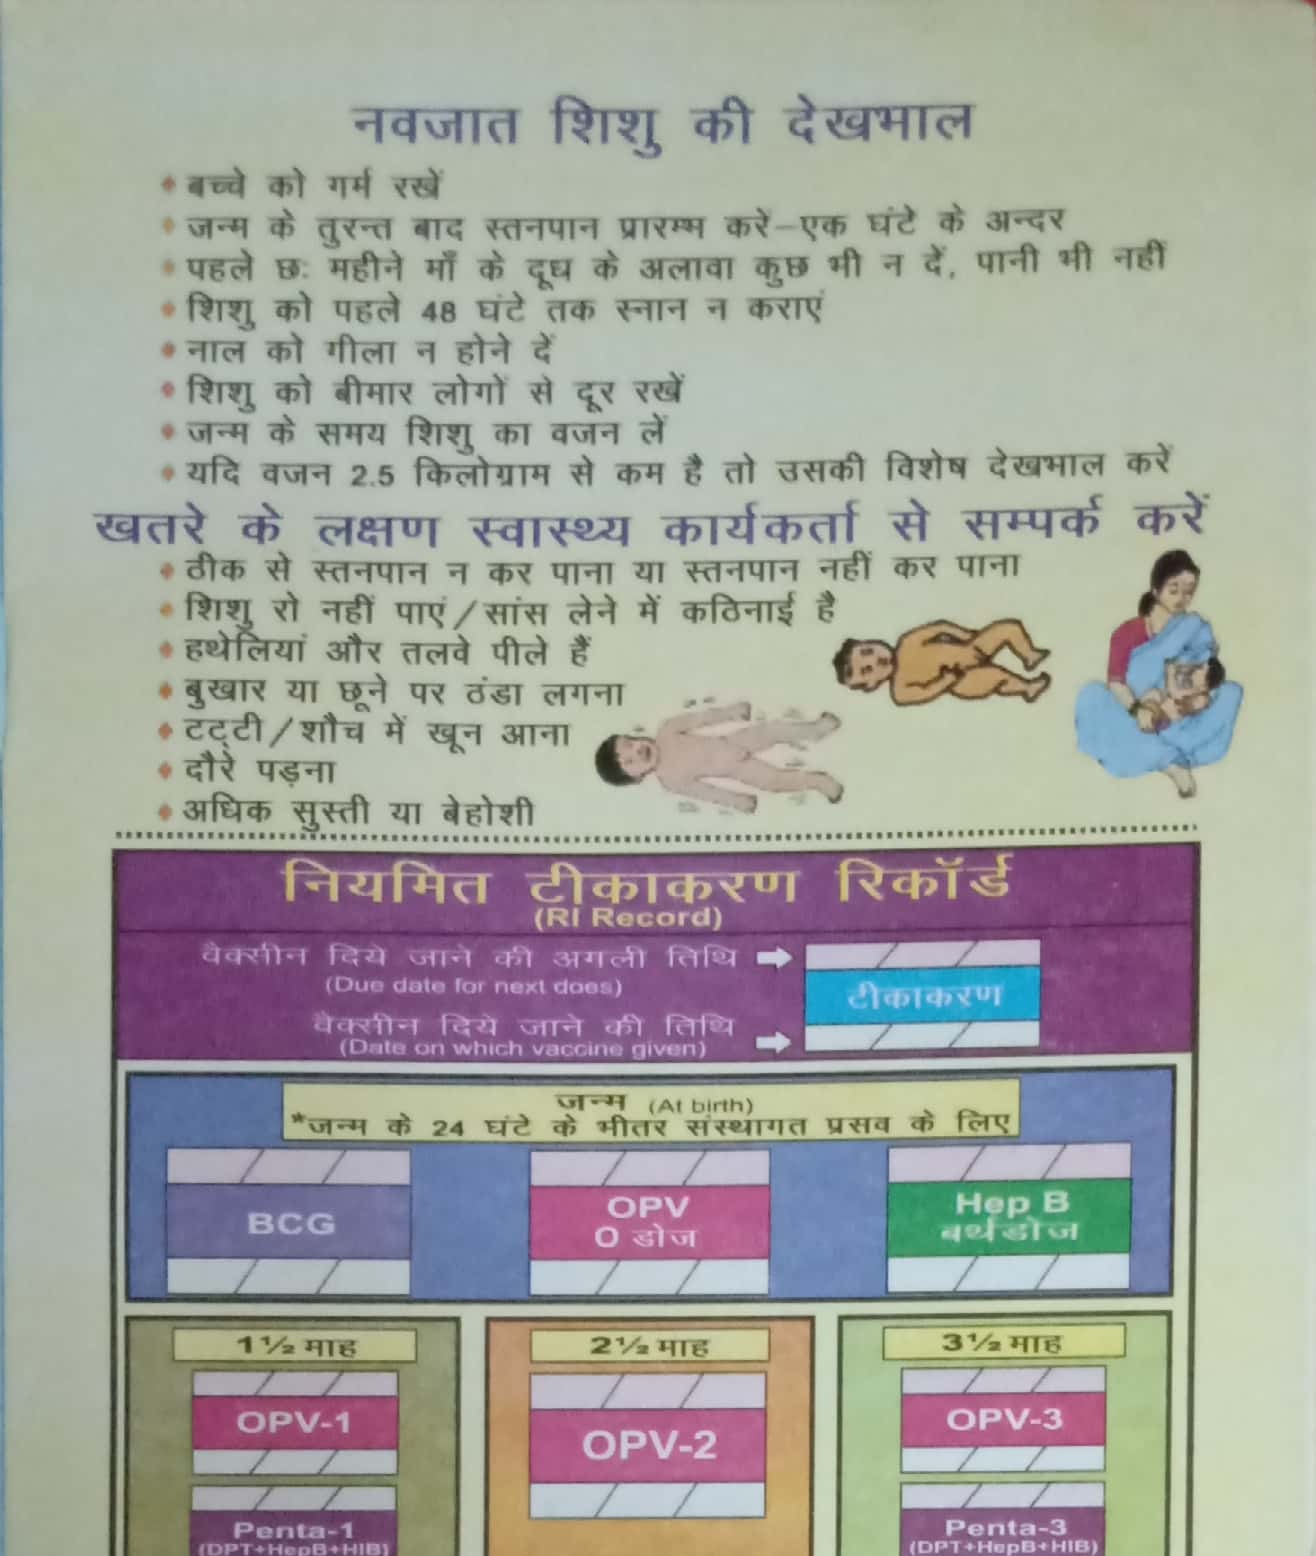 नवजात शिशु की देखभाल
बच्चे को गर्म रखें
जन्म के तुरन्त बाद स्तनपान प्रारम्भ करें–एक घंटे के अन्दर
पहले छः महीने माँ के दूध के अलावा कुछ भी न दें, पानी भी नहीं
शिशु को पहले 48 घंटे तक स्नान न कराएं
नाल को गीला न होने दें
शिशु को बीमार लोगों से दूर रखें
जन्म के समय शिशु का वजन लें
यदि वजन 2.5 किलोग्राम से कम है तो उसकी विशेष देखभाल करें
खतरे के लक्षण स्वास्थ्य कार्यकर्ता से सम्पर्क करें
ठीक से स्तनपान न कर पाना या स्तनपान नहीं कर पाना
शिशु रो नहीं पाएं/सांस लेने में कठिनाई है
हथेलियां और तलवे पीले हैं
बुखार या छूने पर ठंडा लगना
टट्टी/शौच में खून आना
दौरे पड़ना
अधिक सुस्ती या बेहोशी
नियमित टीकाकरण रिकॉर्ड
(RI Record)
वैक्सीन दिये जाने की अगली तिथि
(Due date for next does)
टीकाकरण
वैक्सीन दिये जाने की तिथि
(Date on which vaccine given)
जन्म (At birth)
*जन्म के 24 घंटे के भीतर संस्थागत प्रसव के लिए
BCG
OPV
0 डोज
Hep B
बर्थडोज
1½ माह
2½ माह
3½ माह
OPV-1
OPV-2
OPV-3
Penta-1
(DPT+HepB+HIB)
Penta-3
(DPT+HepB+HIB)